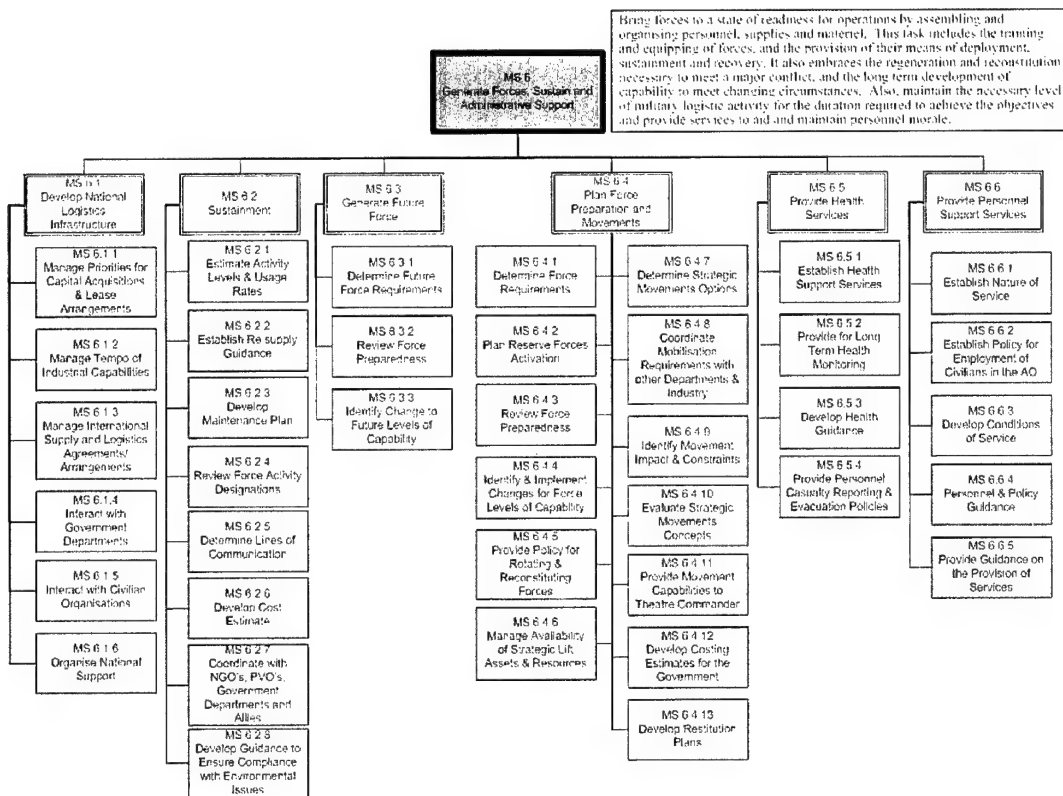 Bring forces to a state of readiness for operations by assembling and
organising personnel, supplies and materiel. This task includes the training
and equipping of forces, and the provision of their means of deployment,
sustainment and recovery. It also embraces the regeneration and reconstitution
necessary to meet a major conflict, and the long term development of
capability to meet changing circumstances. Also, maintain the necessary level
of military logistic activity for the duration required to achieve the objectives
and provide services to aid and maintain personnel morale.
MS 6
Generate Forces, Sustain and
Administrative Support
MS 6.1
Develop National
Logistics
Infrastructure
MS 6.1.1
Manage Priorities for
Capital Acquisitions
& Lease
Arrangements
MS 6.1.2
Manage Tempo of
Industrial Capabilities
MS 6.1.3
Manage International
Supply and Logistics
Agreements/
Arrangements
MS 6.1.4
Interact with
Government
Departments
MS 6.1.5
Interact with Civilian
Organisations
MS 6.1.6
Organise National
Support
MS 6.2
Sustainment
MS 6.2.1
Estimate Activity
Levels & Usage
Rates
MS 6.2.2
Establish Re supply
Guidance
MS 6.2.3
Develop
Maintenance Plan
MS 6.2.4
Review Force Activity
Designations
MS 6.2.5
Determine Lines of
Communication
MS 6.2.6
Develop Cost
Estimate
MS 6.2.7
Coordinate with
NGO's, PVO's,
Government
Departments and
Allies
MS 6.2.8
Develop Guidance to
Ensure Compliance
with Environmental
Issues
MS 6.3
Generate Future
Force
MS 6.3.1
Determine Future
Force Requirements
MS 6.3.2
Review Force
Preparedness
MS 6.3.3
Identify Change to
Future Levels of
Capability
MS 6.4
Plan Force
Preparation and
Movements
MS 6.4.1
Determine Force
Requirements
MS 6.4.2
Plan Reserve Forces
Activation
MS 6.4.3
Review Force
Preparedness
MS 6.4.4
Identify & Implement
Changes for Force
Levels of Capability
MS 6.4.5
Provide Policy for
Rotating &
Reconstituting
Forces
MS 6.4.6
Manage Availability
of Strategic Lift
Assets & Resources
MS 6.4.7
Determine Strategic
Movements Options
MS 6.4.8
Coordinate
Mobilisation
Requirements with
other Departments &
Industry
MS 6.4.9
Identify Movement
Impact & Constraints
MS 6.4.10
Evaluate Strategic
Movements
Concepts
MS 6.4.11
Provide Movement
Capabilities to
Theatre Commander
MS 6.4.12
Develop Costing
Estimates for the
Government
MS 6.4.13
Develop Restitution
Plans
MS 6.5
Provide Health
Services
MS 6.5.1
Establish Health
Support Services
MS 6.5.2
Provide for Long
Term Health
Monitoring
MS 6.5.3
Develop Health
Guidance
MS 6.5.4
Provide Personnel
Casualty Reporting &
Evacuation Policies
MS 6.6
Provide Personnel
Support Services
MS 6.6.1
Establish Nature of
Service
MS 6.6.2
Establish Policy for
Employment of
Civilians in the AO
MS 6.6.3
Develop Conditions
of Service
MS 6.6.4
Personnel & Policy
Guidance
MS 6.6.5
Provide Guidance on
the Provision of
Services